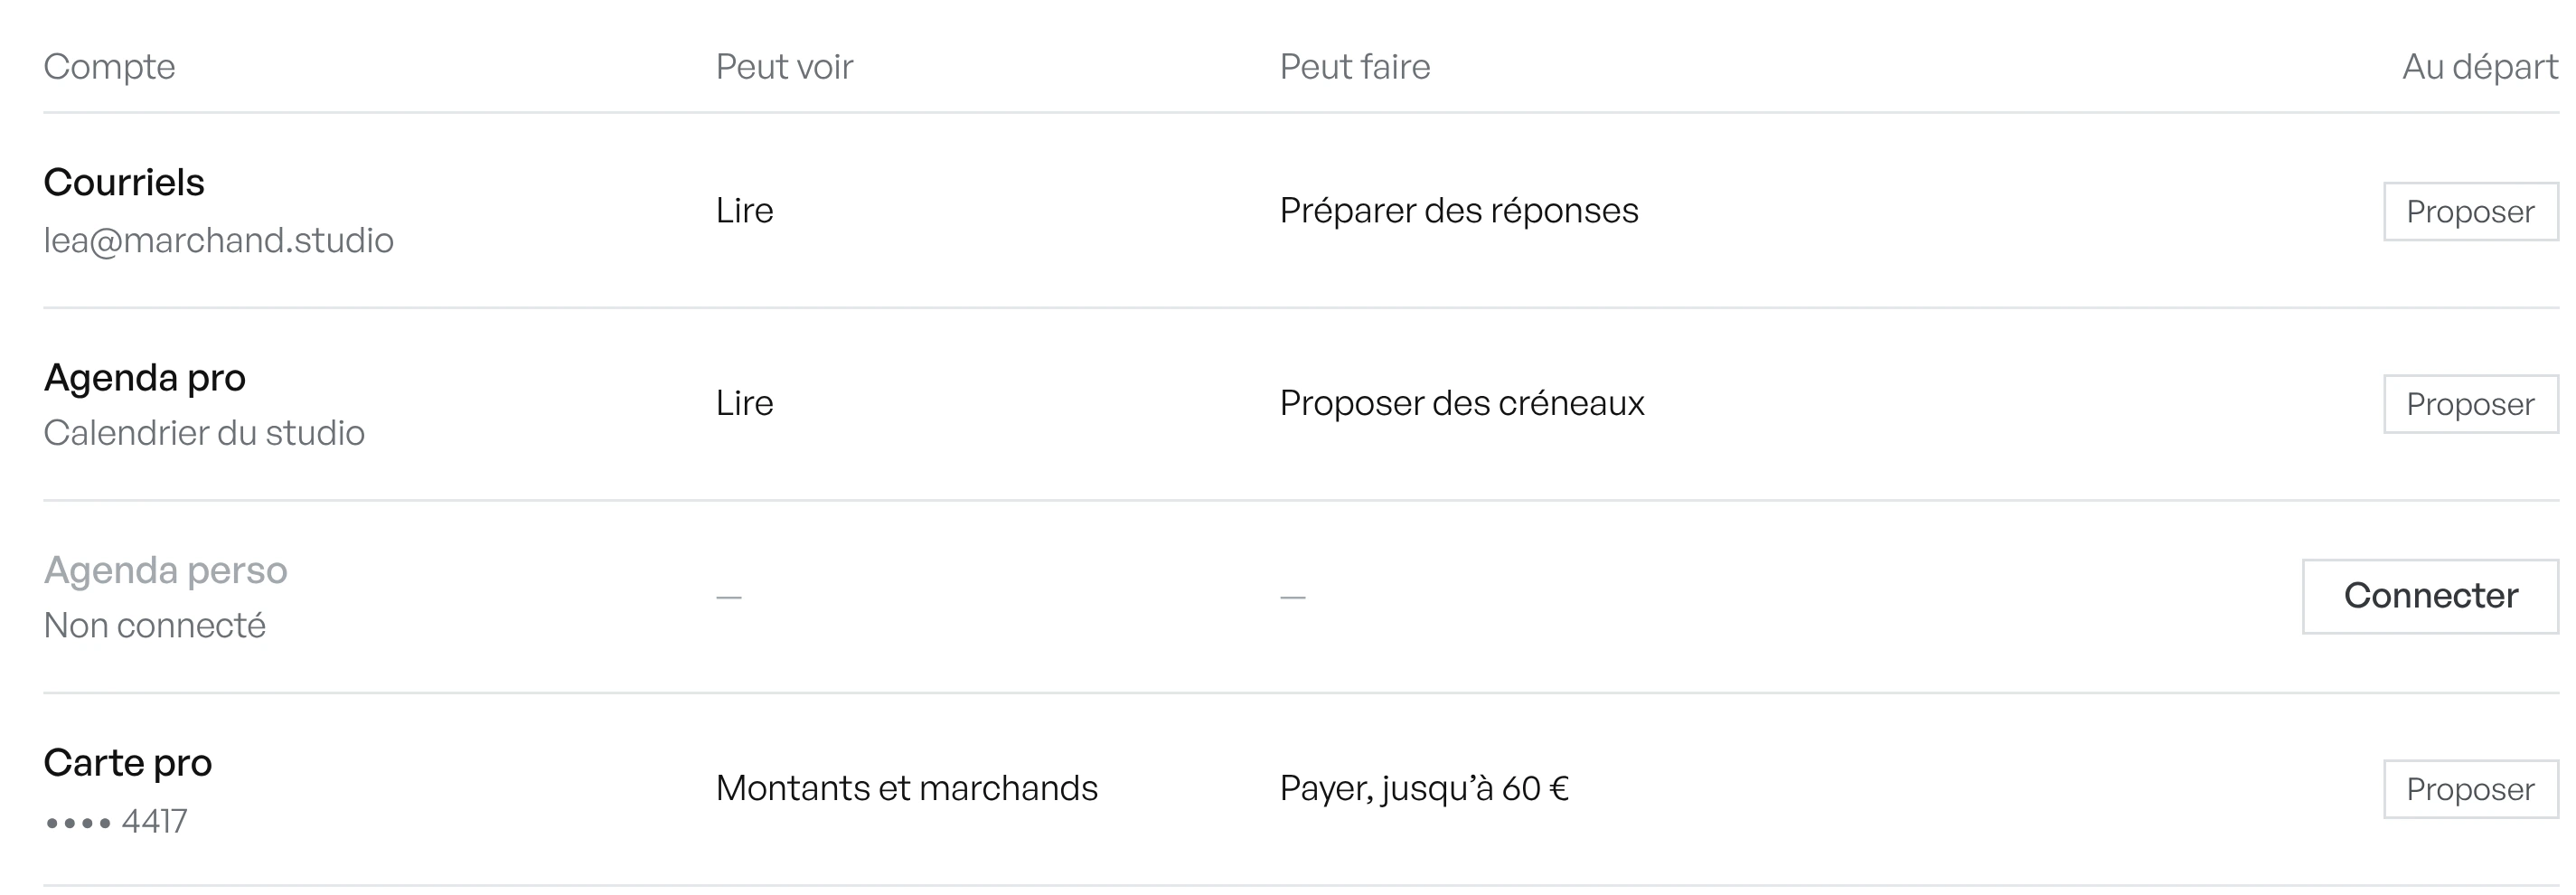 Compte Peut voir Peut faire Au départ
Courriels
lea@marchand.studio
Lire
Préparer des réponses
Proposer
Agenda pro
Calendrier du studio
Lire
Proposer des créneaux
Proposer
Agenda perso
Non connecté
—
—
Connecter
Carte pro
•••• 4417
Montants et marchands
Payer, jusqu’à 60 €
Proposer